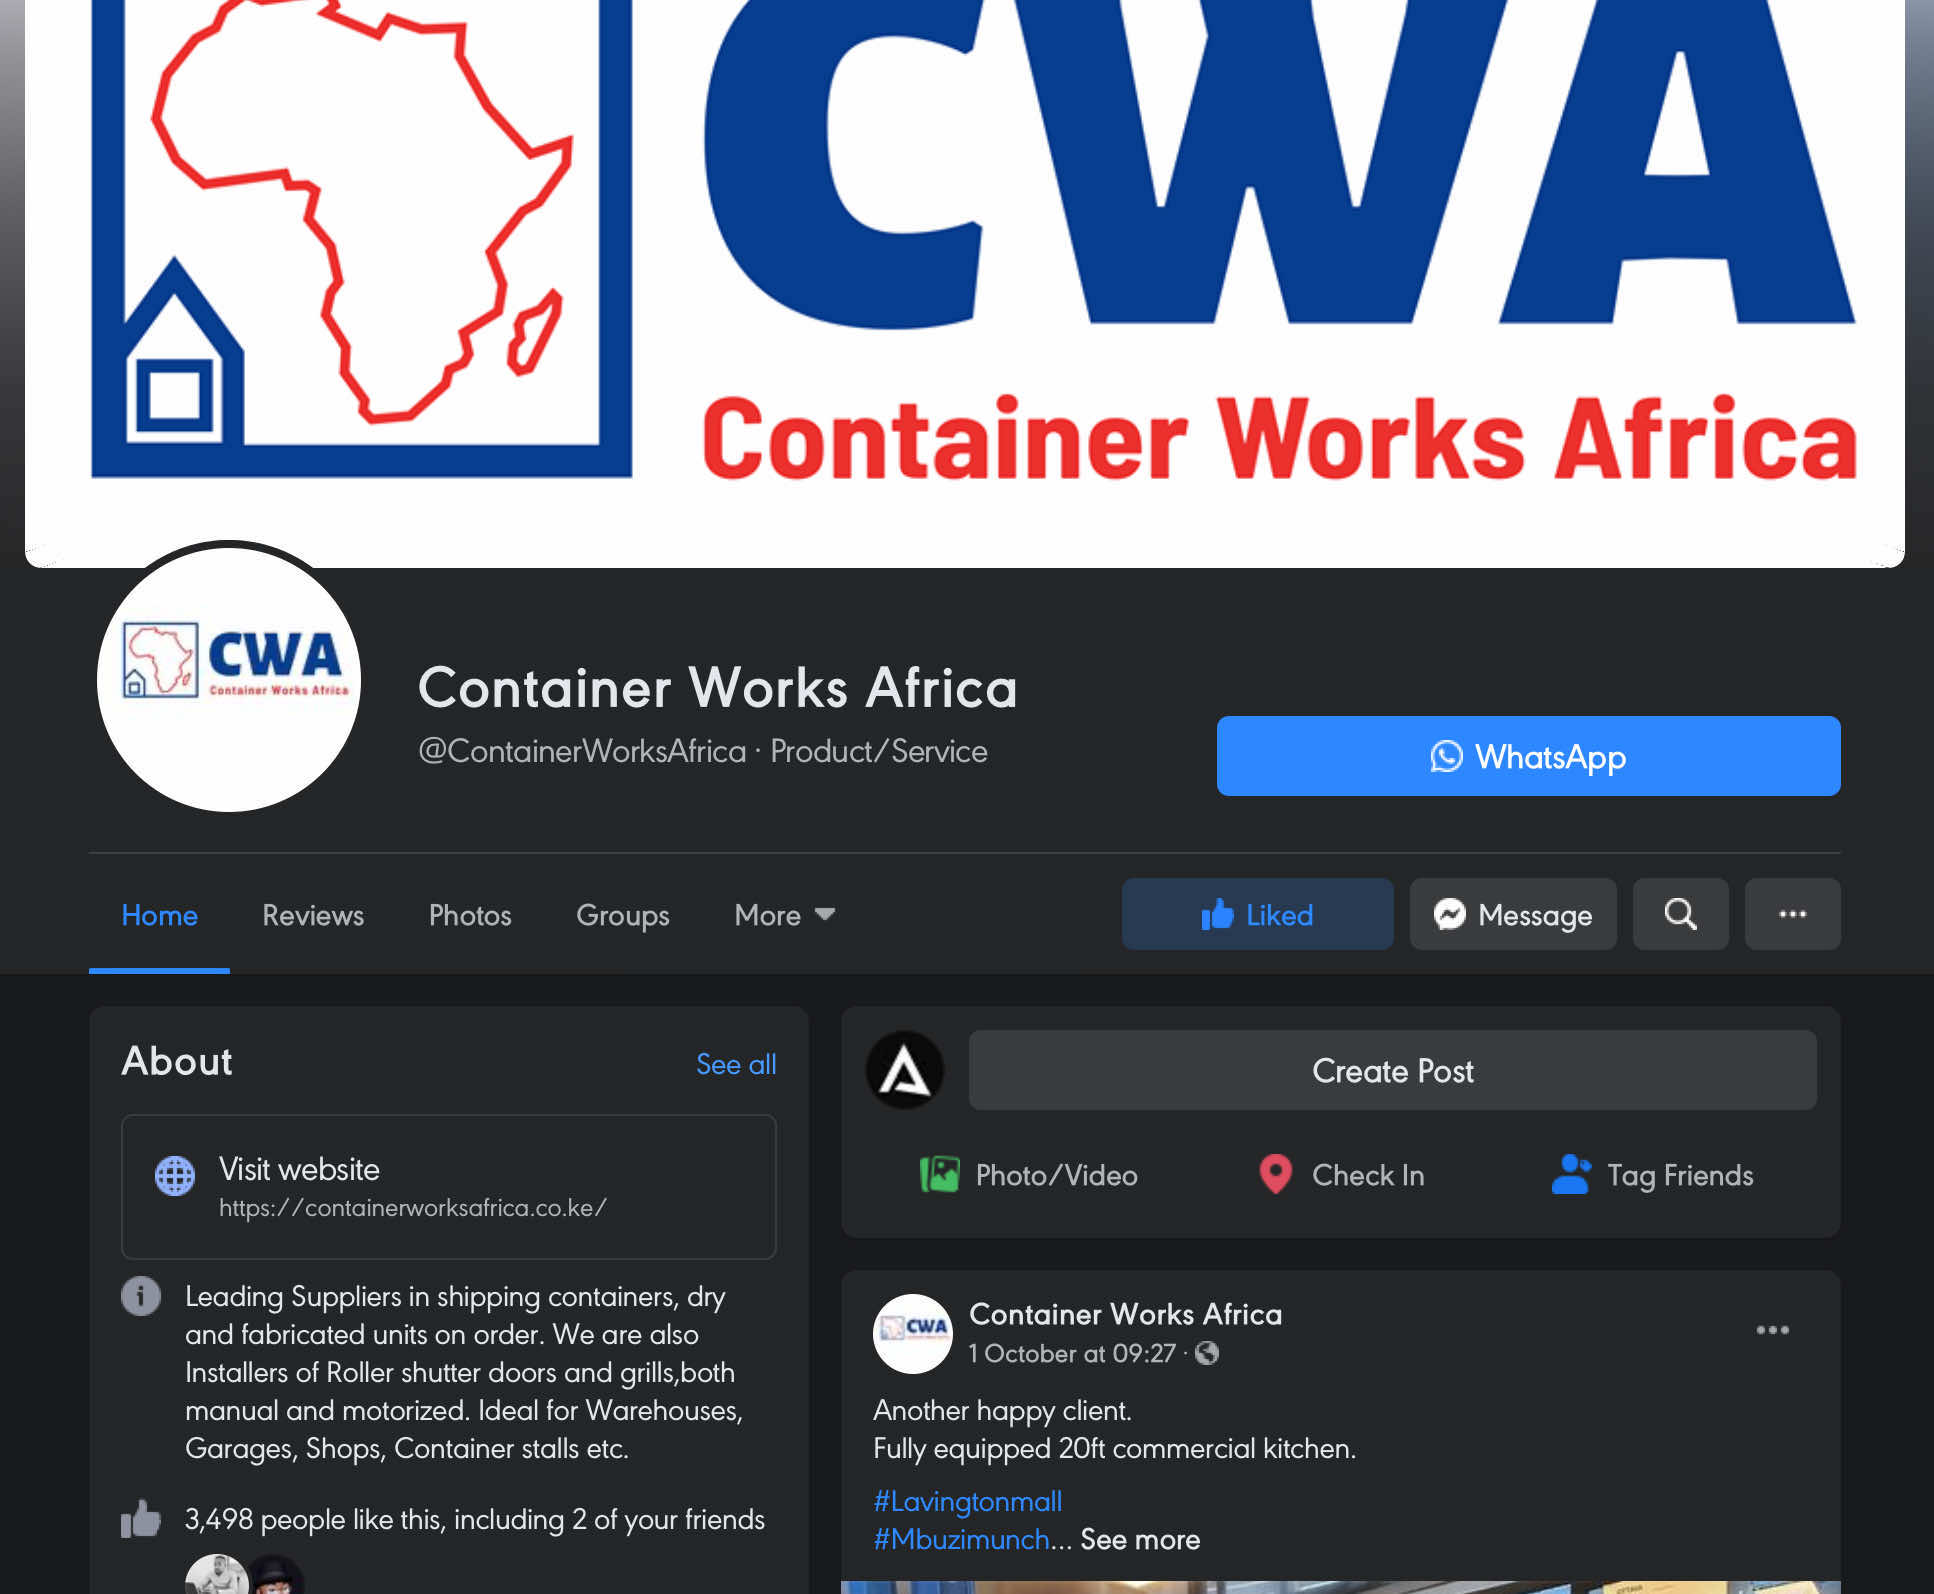 CWA
Container Works Africa
CWA
Container Works Africa
Container Works Africa
@ContainerWorksAfrica · Product/Service
WhatsApp
Home
Reviews
Photos
Groups
More
Liked
Message
About
See all
Visit website
https://containerworksafrica.co.ke/
Leading Suppliers in shipping containers, dry
and fabricated units on order. We are also
Installers of Roller shutter doors and grills,both
manual and motorized. Ideal for Warehouses,
Garages, Shops, Container stalls etc.
3,498 people like this, including 2 of your friends
Create Post
Photo/Video
Check In
Tag Friends
CWA
Container Works Africa
1 October at 09:27 ·
Another happy client.
Fully equipped 20ft commercial kitchen.
#Lavingtonmall
#Mbuzimunch... See more